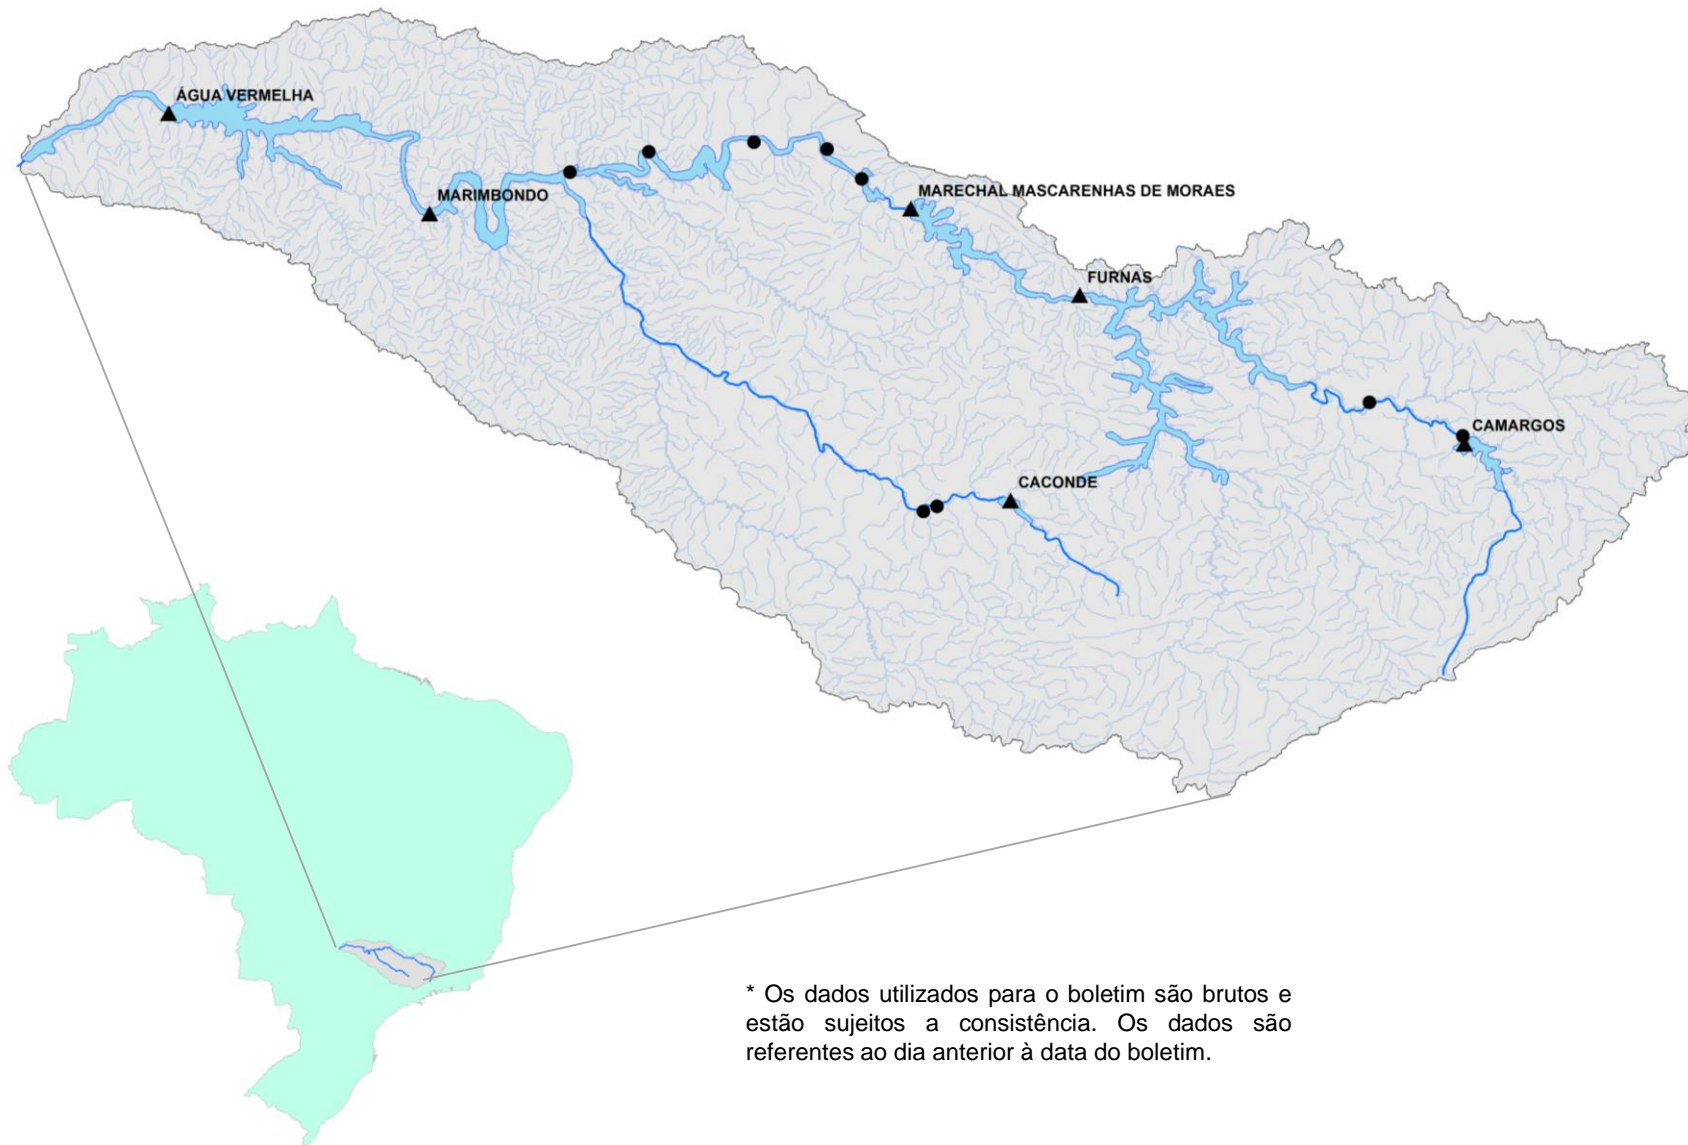 ÁGUA VERMELHA
MARIMBONDO
MARECHAL MASCARENHAS DE MORAES
FURNAS
CAMARGOS
CACONDE
* Os dados utilizados para o boletim são brutos e
estão sujeitos a consistência. Os dados são
referentes ao dia anterior à data do boletim.